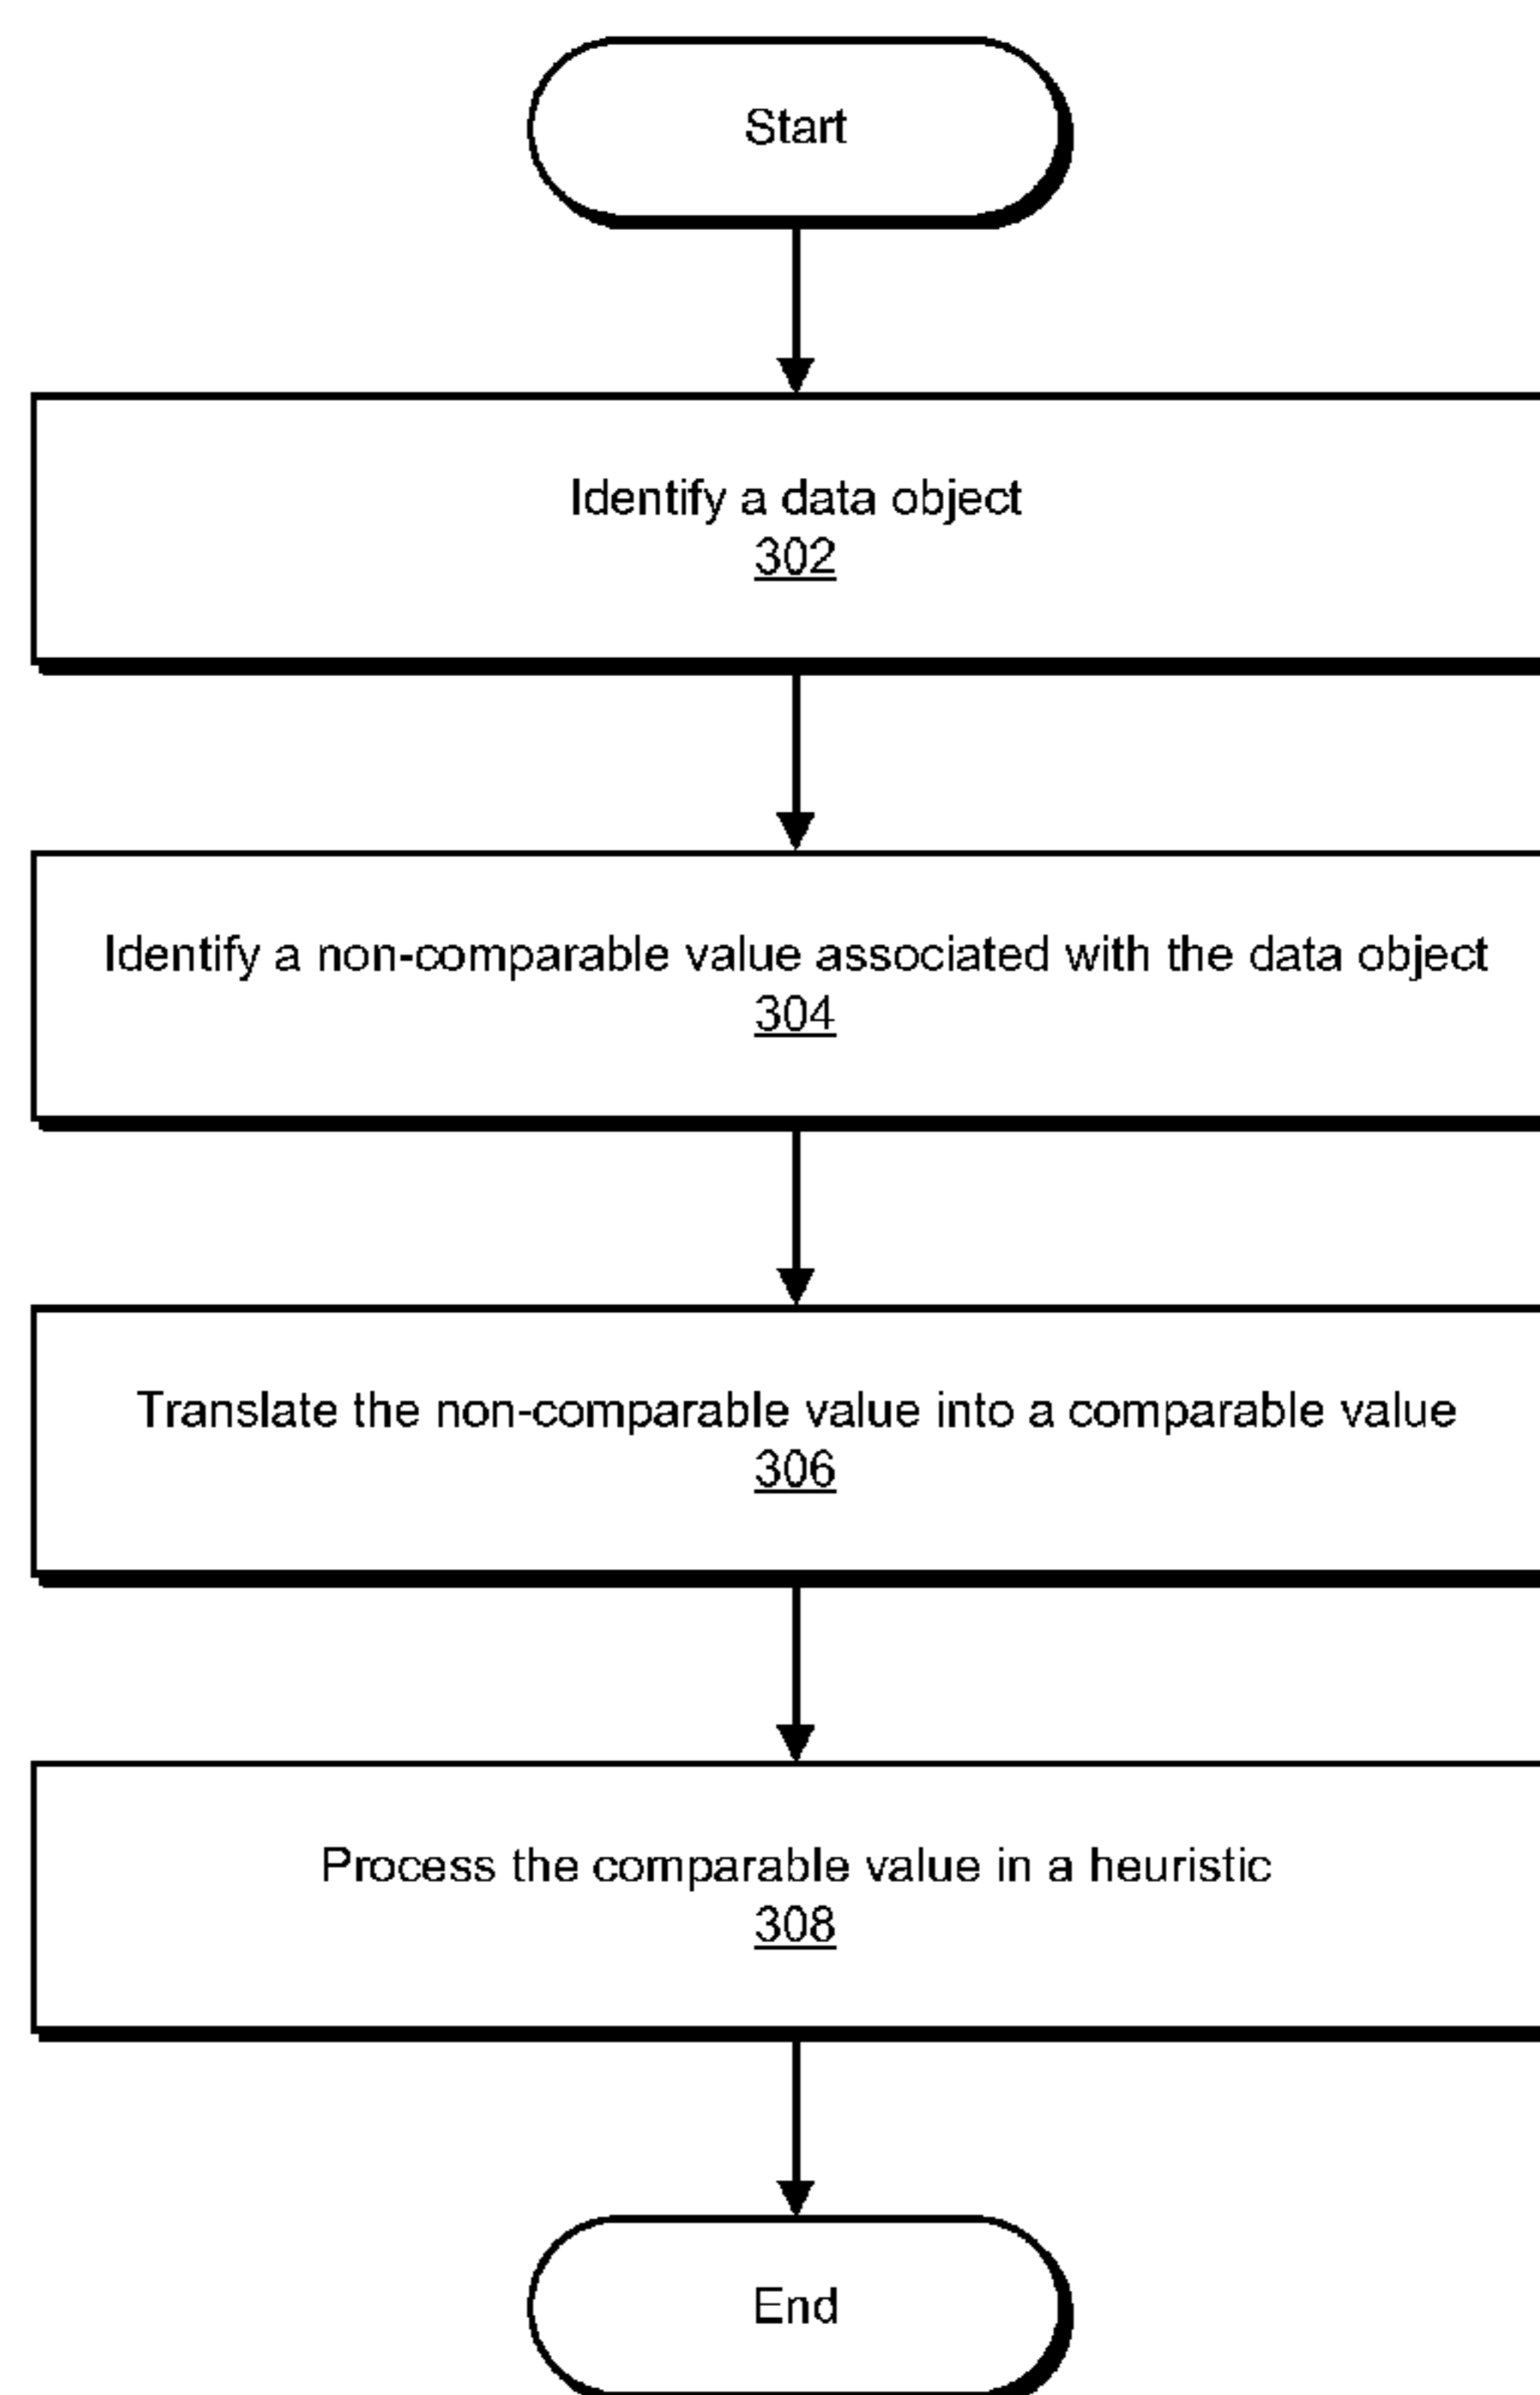 Start
Identify a data object
302
Identify a non-comparable value associated with the data object
304
Translate the non-comparable value into a comparable value
306
Process the comparable value in a heuristic
308
End